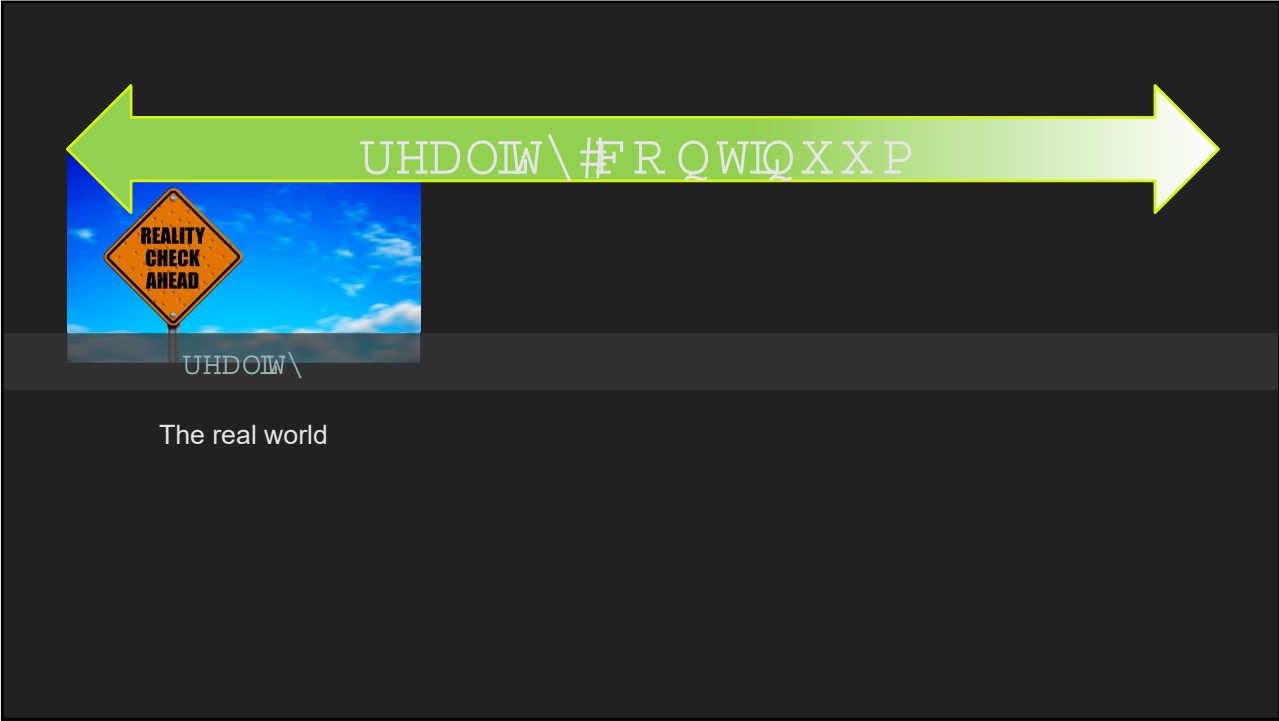 UHDOLW\#FRQWLQXXP
REALITY
CHECK
AHEAD
UHDOLW\
The real world